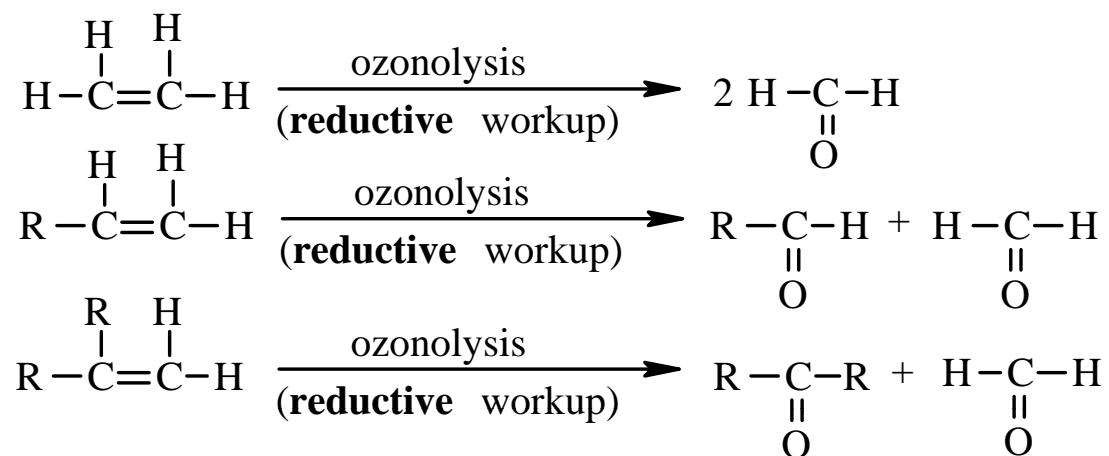 H H
ozonolysis
H C=C H
2 H C H
(reductive workup)
O
H H
ozonolysis
R C=C H
R C H + H C H
(reductive workup)
O O
R H
ozonolysis
R C=C H
R C R + H C H
(reductive workup)
O O